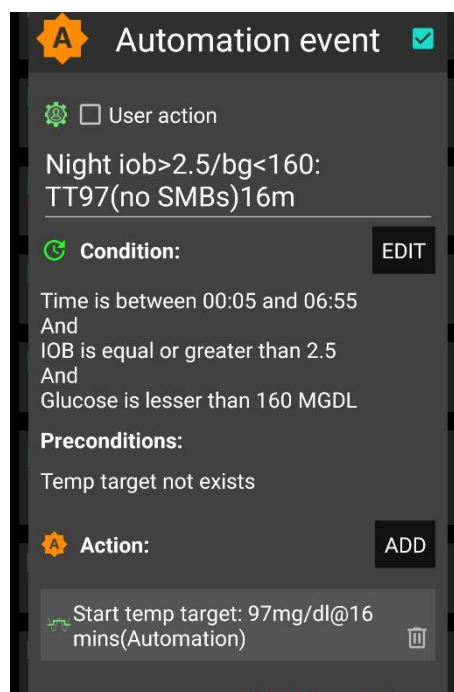 A Automation event
User action
Night iob>2.5/bg<160:
TT97(no SMBs)16m
Condition: EDIT
Time is between 00:05 and 06:55
And
IOB is equal or greater than 2.5
And
Glucose is lesser than 160 MGDL
Preconditions:
Temp target not exists
A Action: ADD
Start temp target: 97mg/dl@16
mins(Automation)